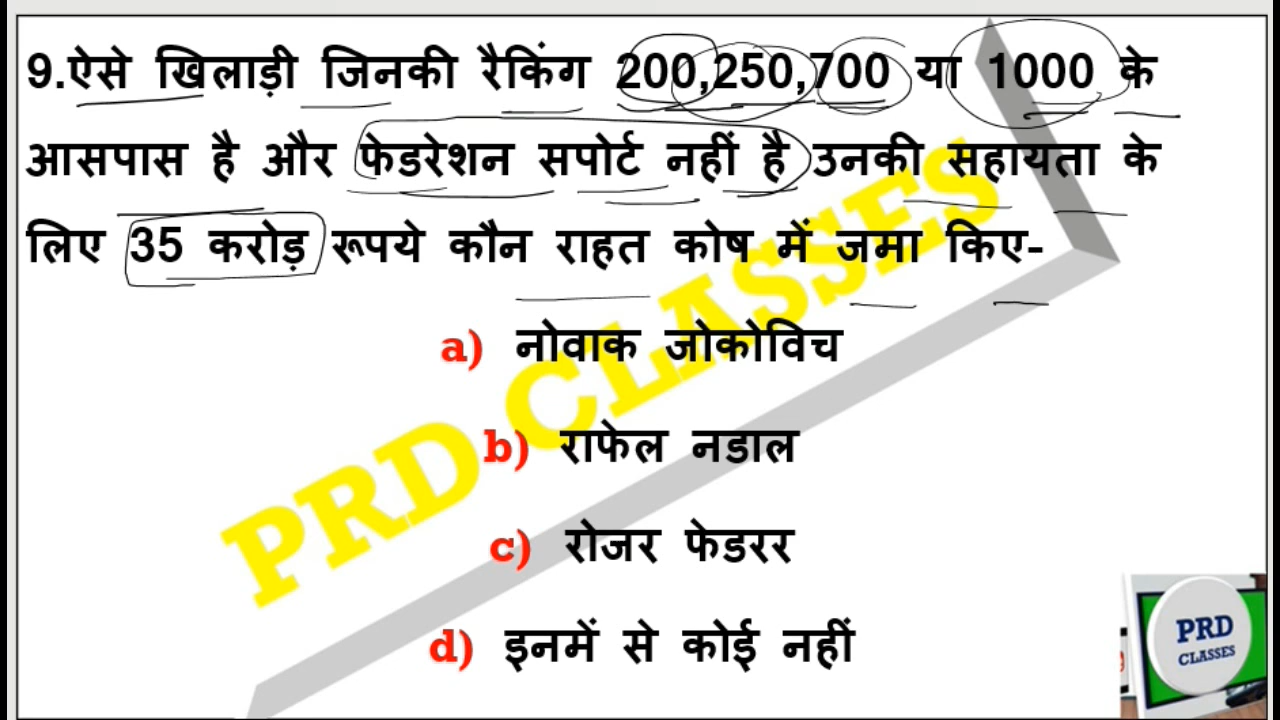 9.ऐसे खिलाड़ी जिनकी रैकिंग 200,250,700 या 1000 के
आसपास है और फेडरेशन सपोर्ट नहीं है उनकी सहायता के
लिए 35 करोड़ रूपये कौन राहत कोष में जमा किए-
a) नोवाक जोकोविच
b) राफेल नडाल
c) रोजर फेडरर
d) इनमें से कोई नहीं
PRD CLASSES
PRD
CLASSES